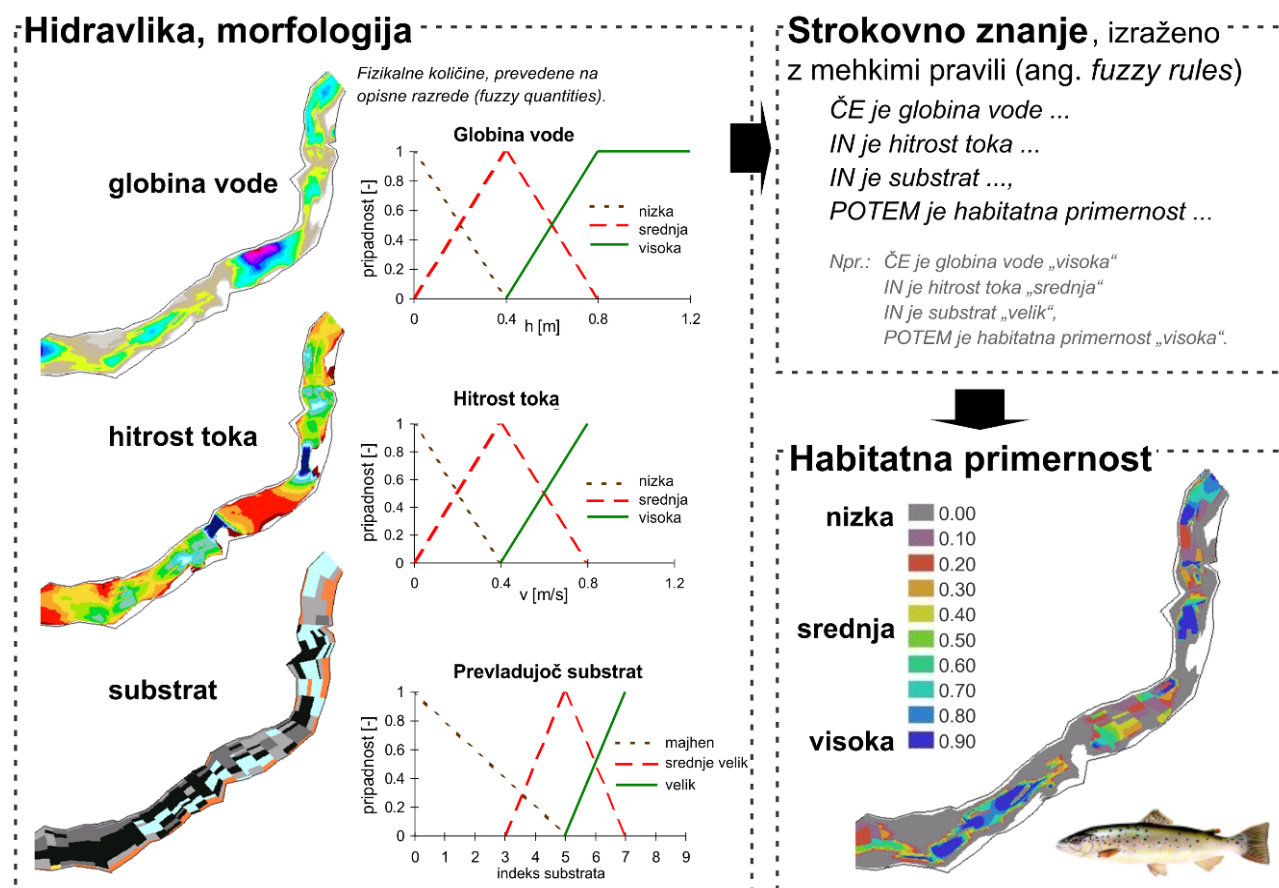 Hidravlika, morfologija
Fizikalne količine, prevedene na
opisne razrede (fuzzy quantities).
globina vode
Globina vode
pripadnost [-]
1
0.8
0.6
0.4
0.2
0
0
0.4
0.8
1.2
h [m]
nizka
srednja
visoka
hitrost toka
Hitrost toka
pripadnost [-]
1
0.8
0.6
0.4
0.2
0
0
0.4
0.8
1.2
v [m/s]
nizka
srednja
visoka
substrat
Prevladujoč substrat
pripadnost [-]
1
0.8
0.6
0.4
0.2
0
0 1 2 3 4 5 6 7 8 9
indeks substrata
majhen
srednje velik
velik
Strokovno znanje, izraženo
z mehkimi pravili (ang. fuzzy rules)
ČE je globina vode ...
IN je hitrost toka ...
IN je substrat ...,
POTEM je habitatna primernost ...
Npr.: ČE je globina vode „visoka“
IN je hitrost toka „srednja“
IN je substrat „velik“,
POTEM je habitatna primernost „visoka“.
Habitatna primernost
nizka
srednja
visoka
0.00
0.10
0.20
0.30
0.40
0.50
0.60
0.70
0.80
0.90